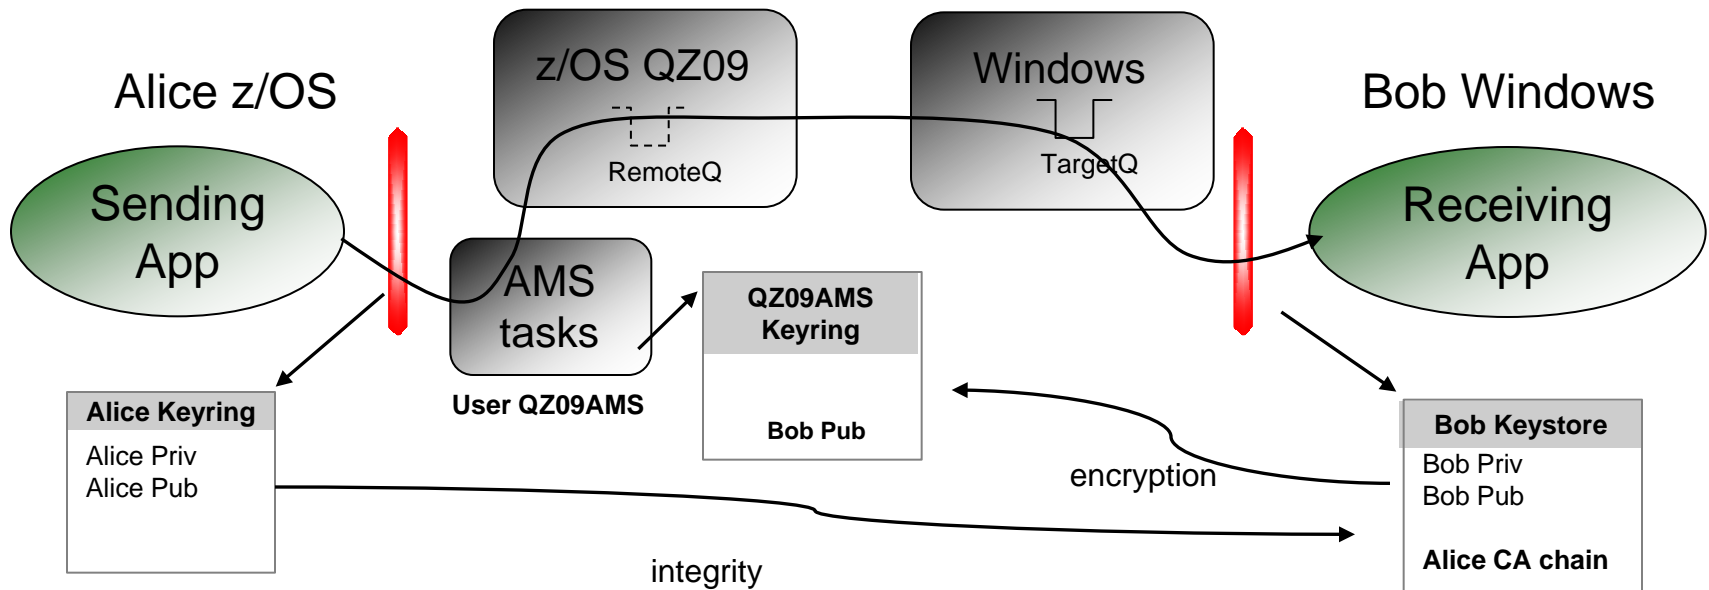 Alice z/OS
z/OS QZ09
Windows
Bob Windows
RemoteQ
TargetQ
Sending
App
Receiving
App
AMS
tasks
User QZ09AMS
QZ09AMS
Keyring
Bob Pub
Alice Keyring
Alice Priv
Alice Pub
Bob Keystore
Bob Priv
Bob Pub
Alice CA chain
encryption
integrity